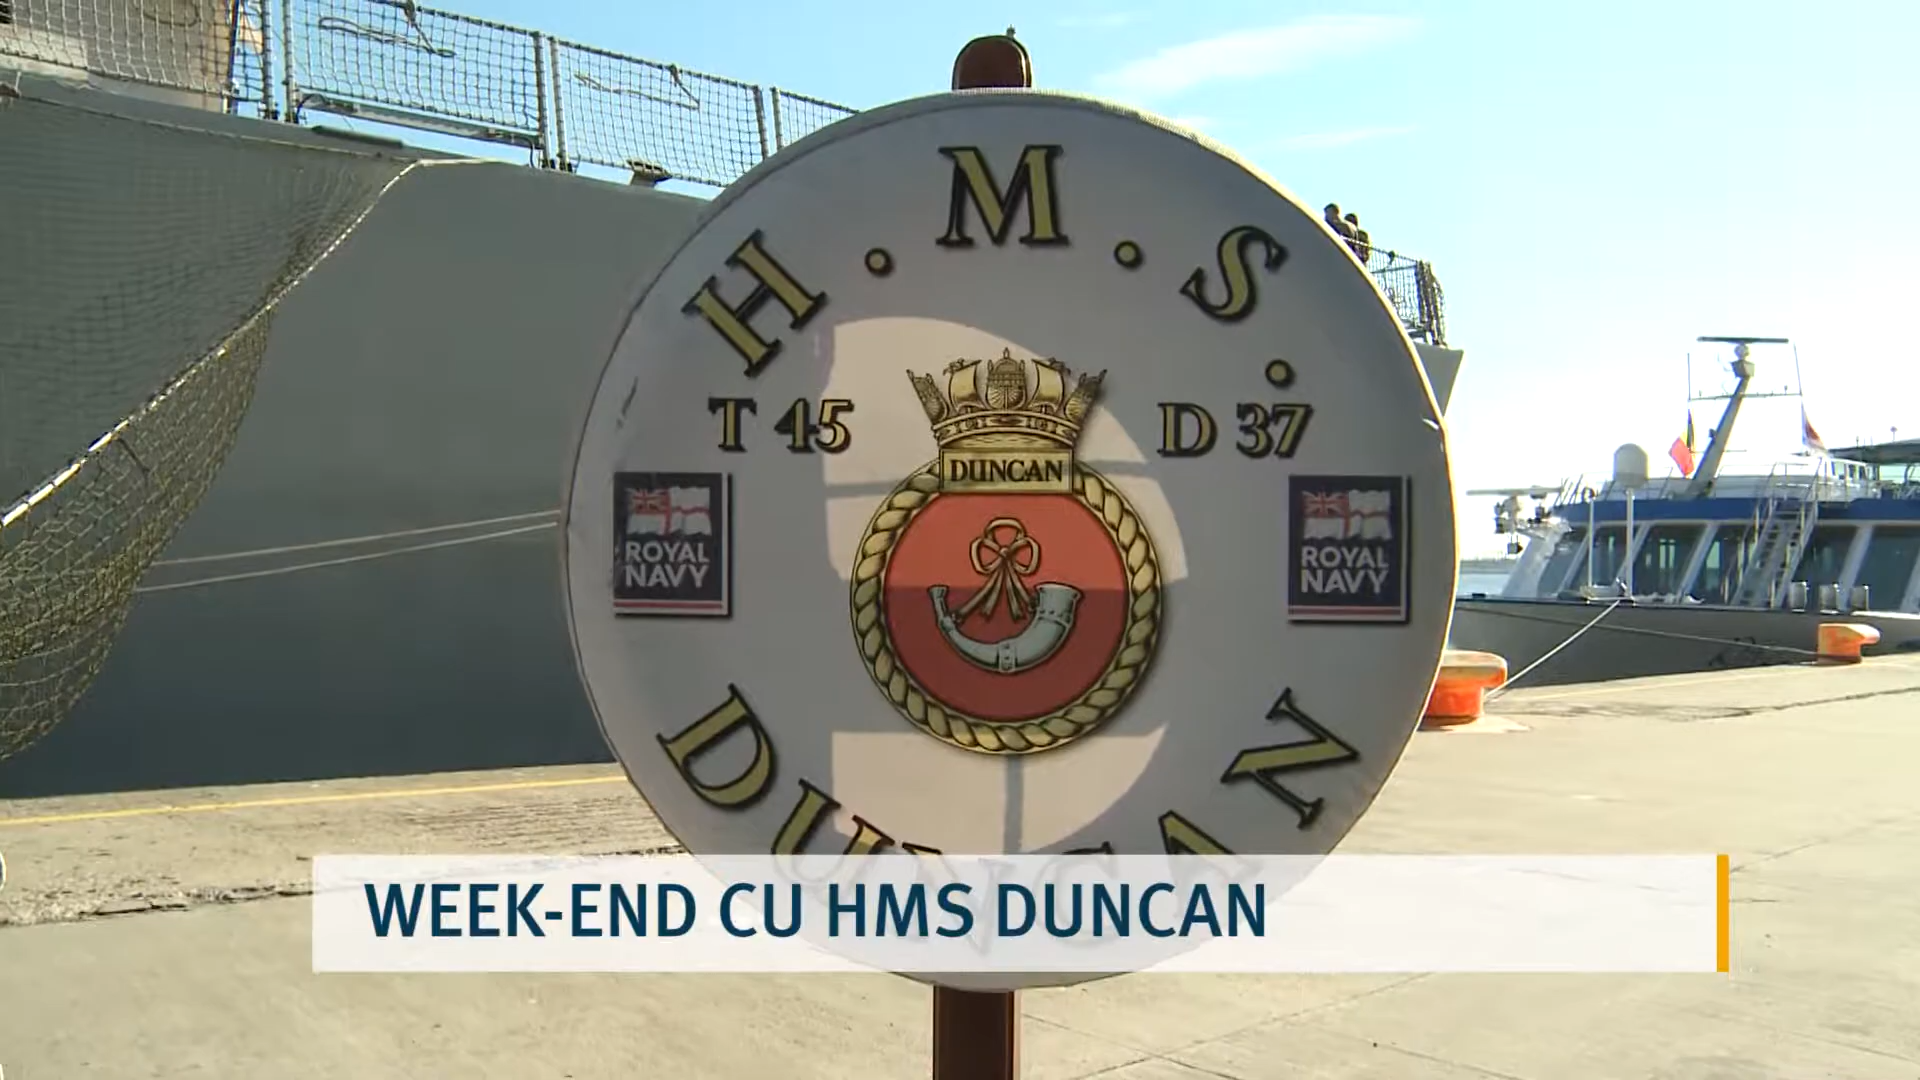 H.M.S.
T 45
D 37
DUNCAN
ROYAL
NAVY
ROYAL
NAVY
DUNCAN
WEEK-END CU HMS DUNCAN